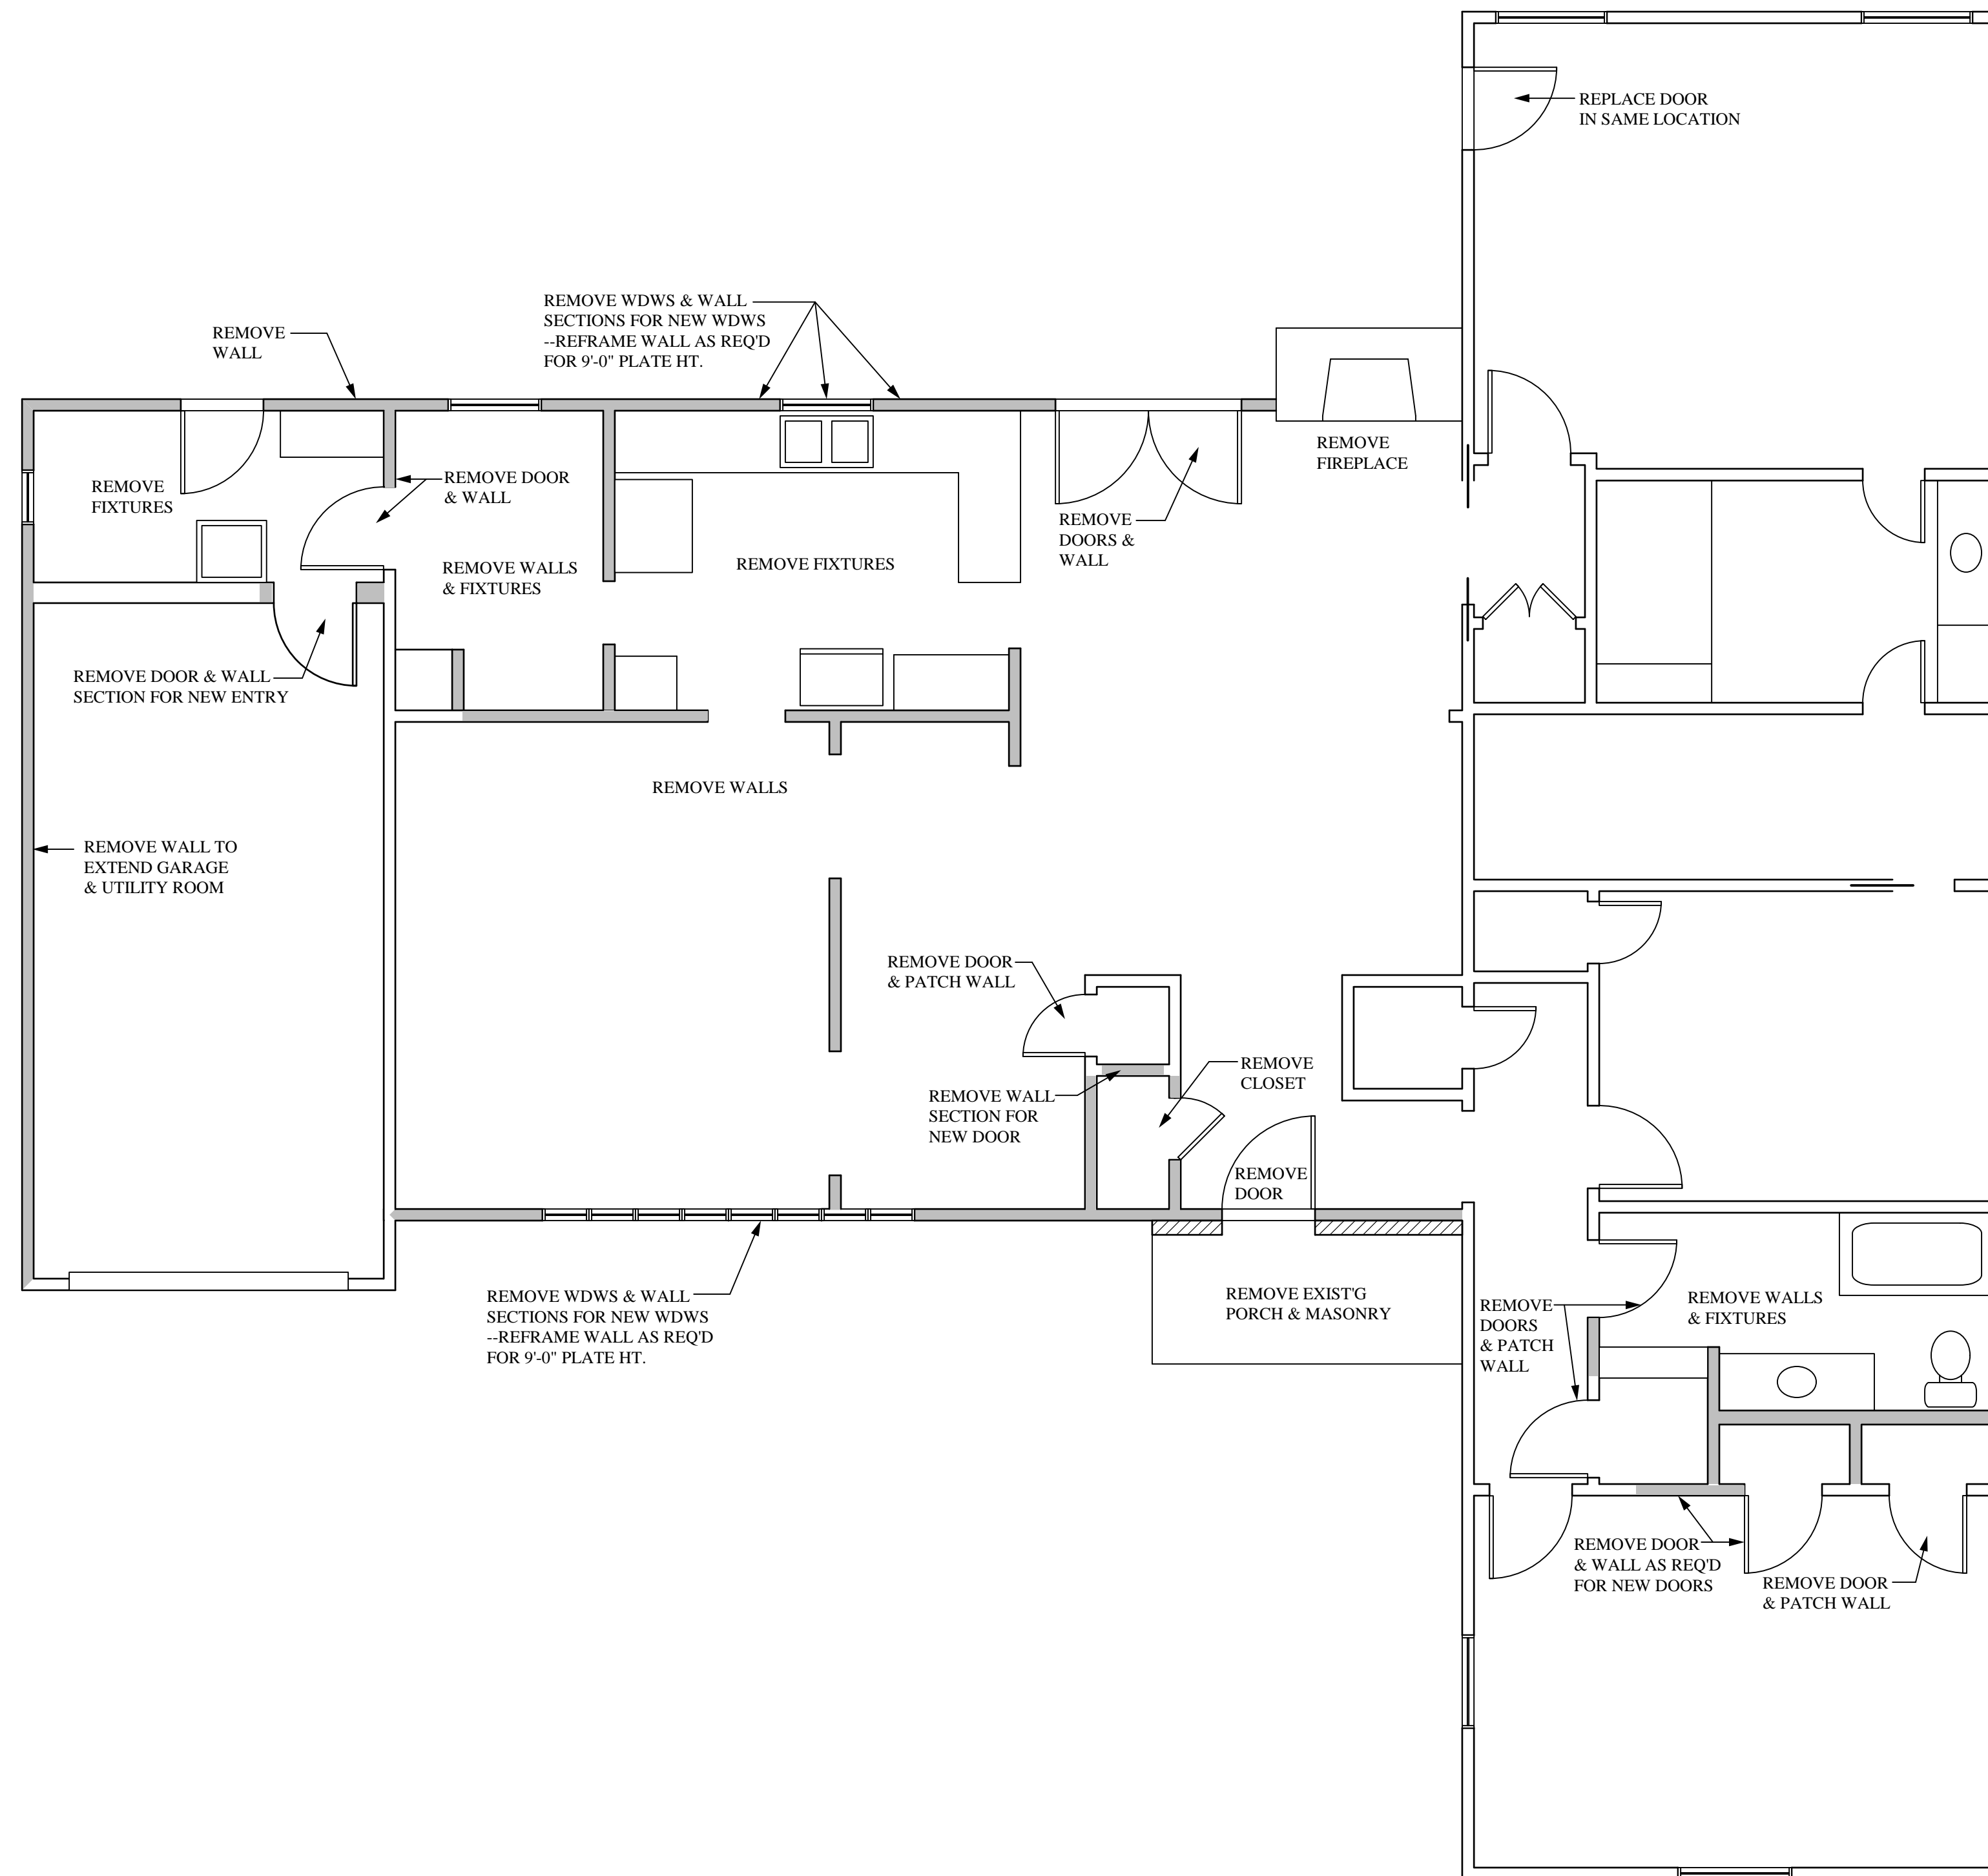 REPLACE DOOR
IN SAME LOCATION
REMOVE WDWS & WALL
SECTIONS FOR NEW WDWS
--REFRAME WALL AS REQ'D
FOR 9'-0" PLATE HT.
REMOVE
WALL
REMOVE
FIREPLACE
REMOVE DOOR
& WALL
REMOVE
FIXTURES
REMOVE
DOORS &
WALL
REMOVE FIXTURES
REMOVE WALLS
& FIXTURES
REMOVE DOOR & WALL
SECTION FOR NEW ENTRY
REMOVE WALLS
REMOVE WALL TO
EXTEND GARAGE
& UTILITY ROOM
REMOVE DOOR
& PATCH WALL
REMOVE
CLOSET
REMOVE WALL
SECTION FOR
NEW DOOR
REMOVE
DOOR
REMOVE WDWS & WALL
SECTIONS FOR NEW WDWS
--REFRAME WALL AS REQ'D
FOR 9'-0" PLATE HT.
REMOVE EXIST'G
PORCH & MASONRY
REMOVE
DOORS
& PATCH
WALL
REMOVE WALLS
& FIXTURES
REMOVE DOOR
& WALL AS REQ'D
FOR NEW DOORS
REMOVE DOOR
& PATCH WALL